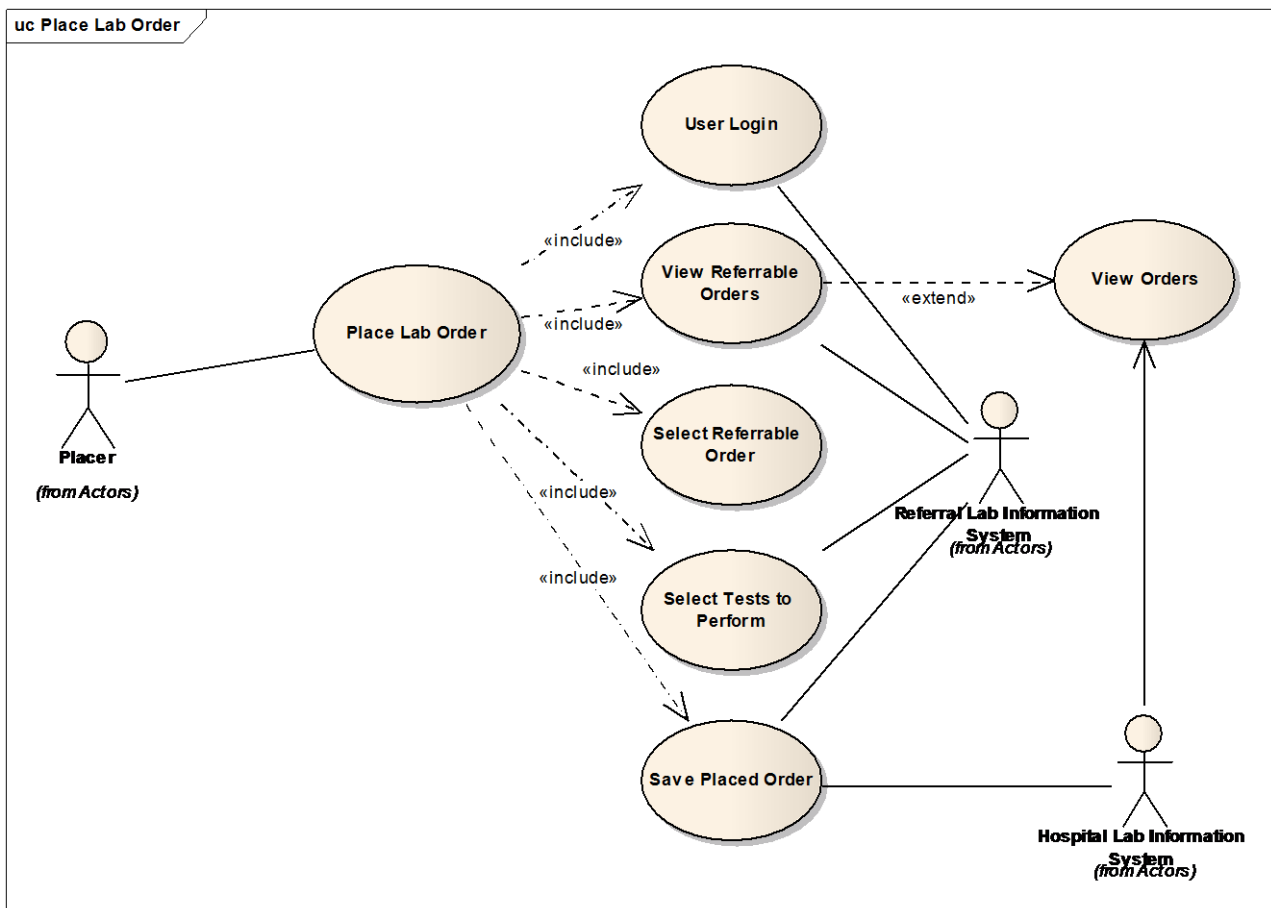 uc Place Lab Order
User Login
«include»
View Referrable
Orders
«extend»
View Orders
Place Lab Order
«include»
«include»
Placer
(from Actors)
Select Referrable
Order
«include»
Referral Lab Information
System
(from Actors)
«include»
Select Tests to
Perform
Save Placed Order
Hospital Lab Information
System
(from Actors)